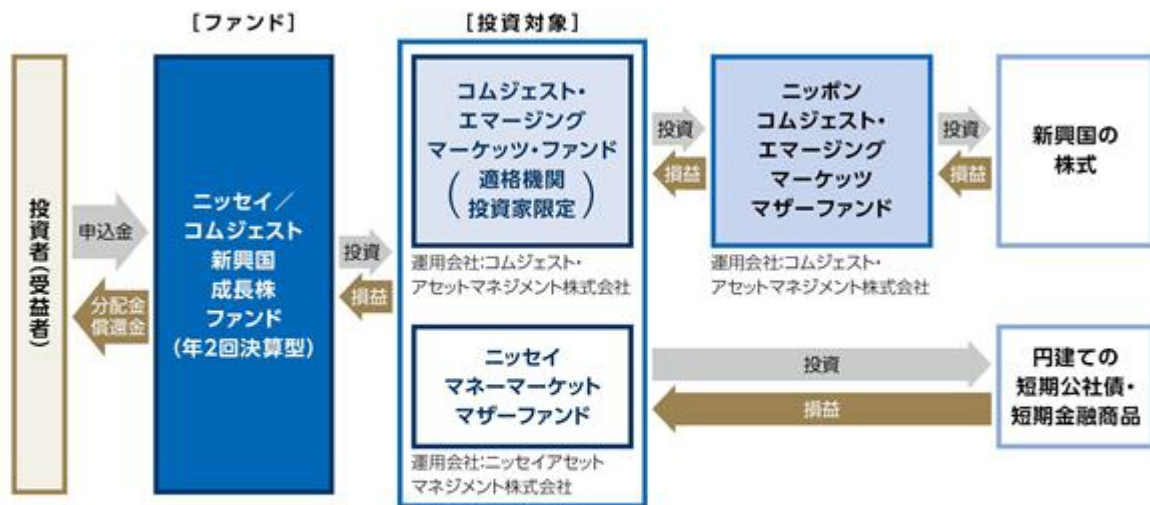 ［ファンド］
［投資対象］
投資者（受益者）
申込金
分配金
償還金
ニッセイ／
コムジェスト
新興国
成長株
ファンド
（年2回決算型）
投資
損益
コムジェスト・
エマージング
マーケッツ・ファンド
（適格機関
投資家限定）
運用会社：コムジェスト・
アセットマネジメント株式会社
投資
損益
ニッポン
コムジェスト・
エマージング
マーケッツ
マザーファンド
運用会社：コムジェスト・
アセットマネジメント株式会社
投資
損益
新興国の
株式
ニッセイ
マネーマーケット
マザーファンド
運用会社：ニッセイアセット
マネジメント株式会社
投資
損益
円建ての
短期公社債・
短期金融商品